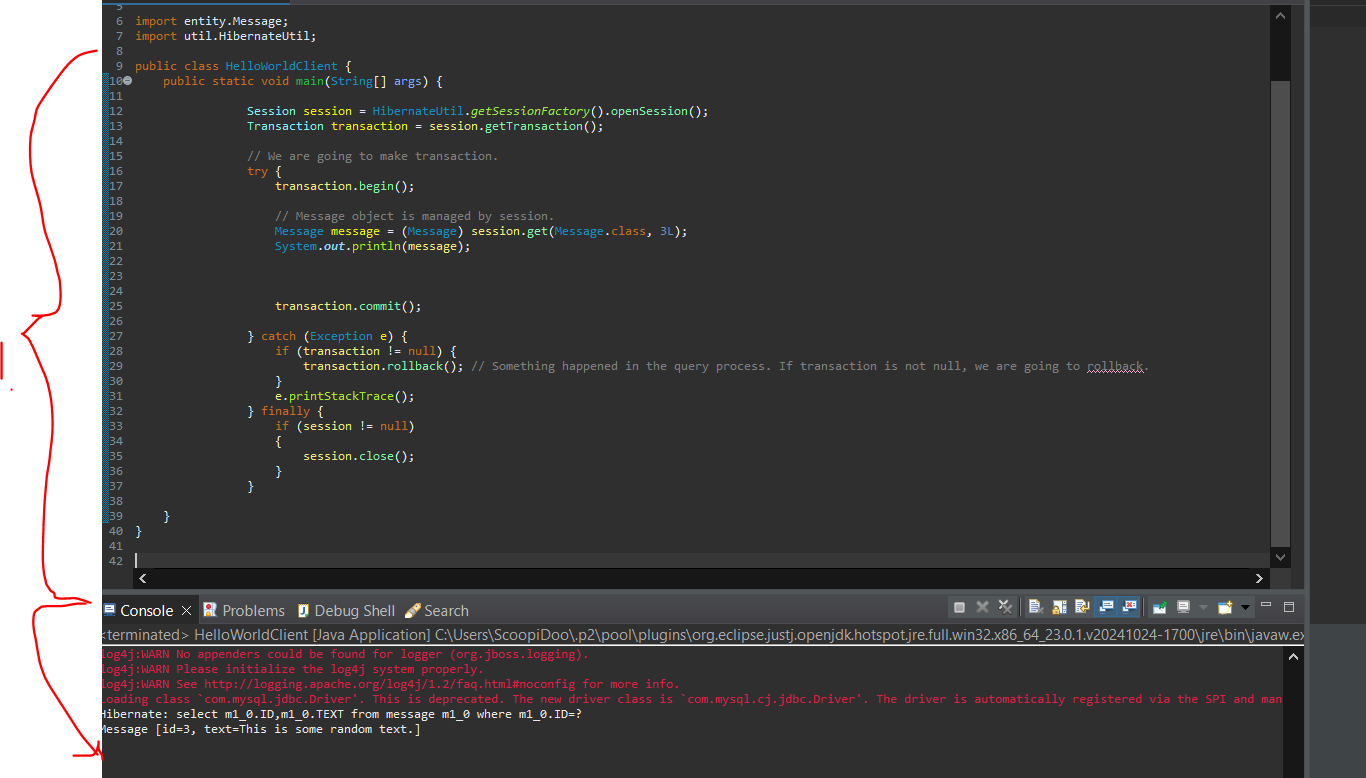 5
6 import entity.Message;
7 import util.HibernateUtil;
8
9 public class HelloWorldClient {
10 public static void main(String[] args) {
11
12 Session session = HibernateUtil.getSessionFactory().openSession();
13 Transaction transaction = session.getTransaction();
14
15 // We are going to make transaction.
16 try {
17 transaction.begin();
18
19 // Message object is managed by session.
20 Message message = (Message) session.get(Message.class, 3L);
21 System.out.println(message);
22
23
24
25 transaction.commit();
26
27 } catch (Exception e) {
28 if (transaction != null) {
29 transaction.rollback(); // Something happened in the query process. If transaction is not null, we are going to rollback.
30 }
31 e.printStackTrace();
32 } finally {
33 if (session != null)
34 {
35 session.close();
36 }
37 }
38
39 }
40 }
41
42
1.
Console Problems Debug Shell Search
<terminated> HelloWorldClient [Java Application] C:\Users\ScoopiDoo\.p2\pool\plugins\org.eclipse.justj.openjdk.hotspot.jre.full.win32.x86_64_23.0.1.v20241024-1700\jre\bin\javaw.ex
log4j:WARN No appenders could be found for logger (org.jboss.logging).
log4j:WARN Please initialize the log4j system properly.
log4j:WARN See http://logging.apache.org/log4j/1.2/faq.html#noconfig for more info.
Loading class `com.mysql.jdbc.Driver'. This is deprecated. The new driver class is `com.mysql.cj.jdbc.Driver'. The driver is automatically registered via the SPI and man
Hibernate: select m1_0.ID,m1_0.TEXT from message m1_0 where m1_0.ID=?
Message [id=3, text=This is some random text.]